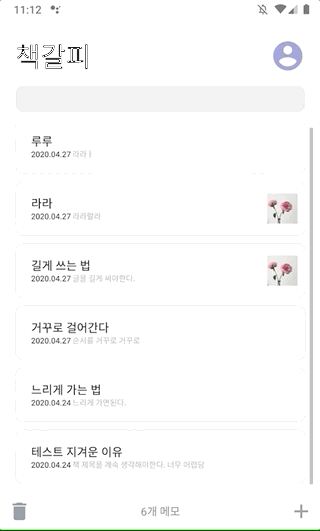 11:12
책갈피
루루
2020.04.27 라라ㅑ
라라
2020.04.27 라라랄라
길게 쓰는 법
2020.04.27 글을 길게 써야한다.
거꾸로 걸어간다
2020.04.27 순서를 거꾸로 거꾸로
느리게 가는 법
2020.04.24 느리게 가면된다.
테스트 지겨운 이유
2020.04.24 책 제목을 계속 생각해야한다. 너무 어렵담
6개 메모